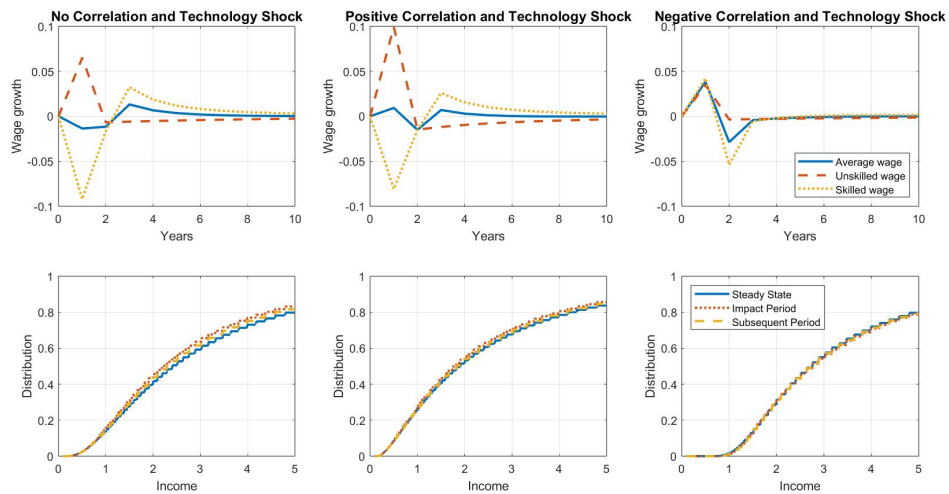 No Correlation and Technology Shock
0.1
0.05
0
-0.05
-0.1
Wage growth
0 2 4 6 8 10
Years
Positive Correlation and Technology Shock
0.1
0.05
0
-0.05
-0.1
Wage growth
0 2 4 6 8 10
Years
Negative Correlation and Technology Shock
0.1
0.05
0
-0.05
-0.1
Wage growth
Average wage
Unskilled wage
Skilled wage
0 2 4 6 8 10
Years
1
0.8
0.6
0.4
0.2
0
Distribution
0 1 2 3 4 5
Income
1
0.8
0.6
0.4
0.2
0
Distribution
0 1 2 3 4 5
Income
1
0.8
0.6
0.4
0.2
0
Distribution
Steady State
Impact Period
Subsequent Period
0 1 2 3 4 5
Income